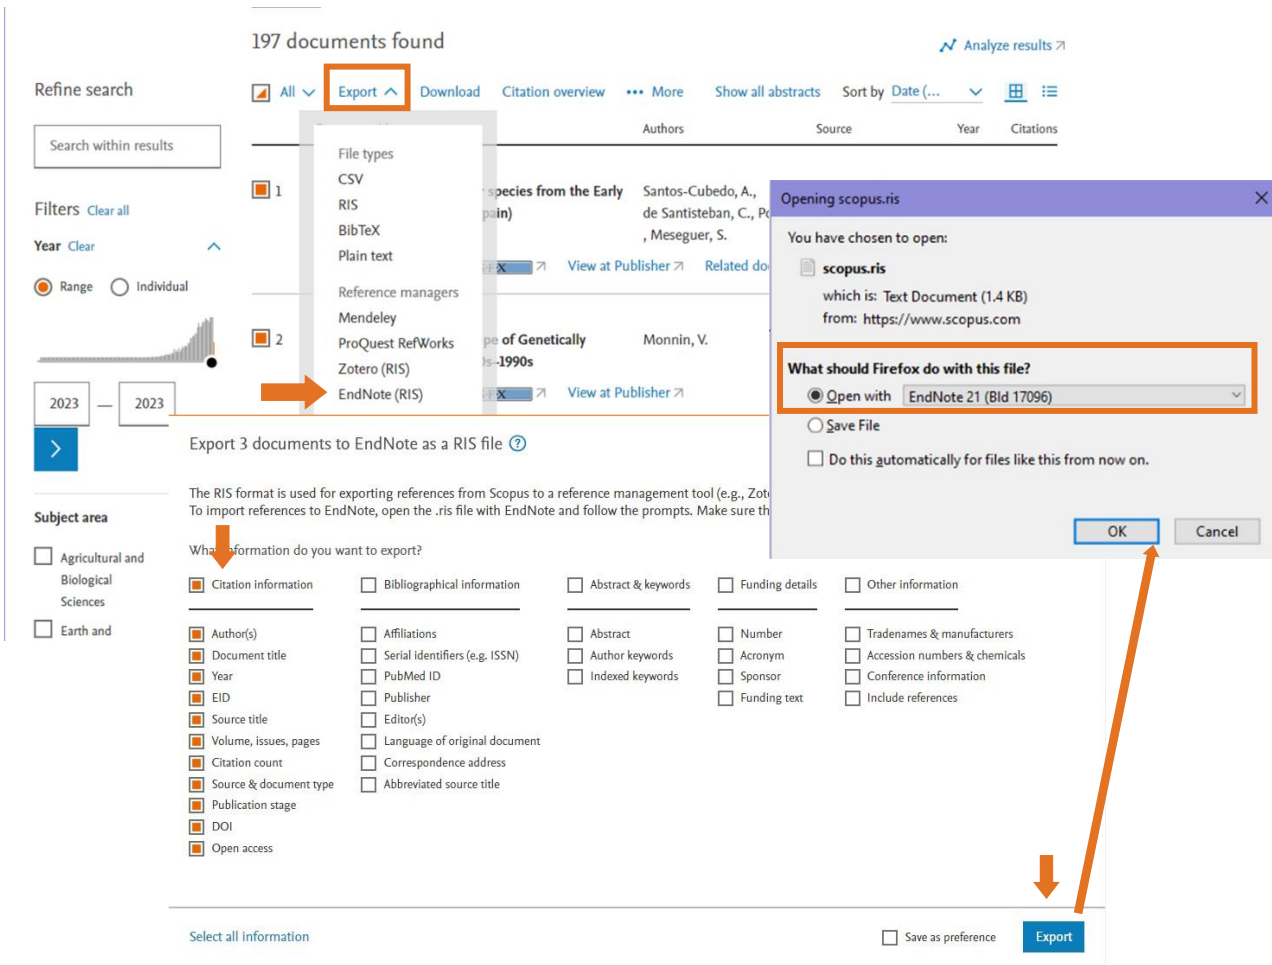 197 documents found
Analyze results
Refine search
All
Export
Download
Citation overview
More
Show all abstracts
Sort by Date (...
Authors
Source
Year
Citations
Search within results
File types
CSV
RIS
BibTeX
Plain text
Reference managers
Mendeley
ProQuest RefWorks
Zotero (RIS)
EndNote (RIS)
1
species from the Early
Santos-Cubedo, A.,
de Santisteban, C., Po
, Meseguer, S.
View at Publisher
Related do
2
of Genetically
Monnin, V.
-1990s
View at Publisher
Filters Clear all
Year Clear
Range
Individual
2023 — 2023
Subject area
Agricultural and
Biological
Sciences
Earth and
Opening scopus.ris
You have chosen to open:
scopus.ris
which is: Text Document (1.4 KB)
from: https://www.scopus.com
What should Firefox do with this file?
Open with EndNote 21 (Bld 17096)
Save File
Do this automatically for files like this from now on.
OK
Cancel
Export 3 documents to EndNote as a RIS file
The RIS format is used for exporting references from Scopus to a reference management tool (e.g., Zot
To import references to EndNote, open the .ris file with EndNote and follow the prompts. Make sure th
information do you want to export?
Citation information
Author(s)
Document title
Year
EID
Source title
Volume, issues, pages
Citation count
Source & document type
Publication stage
DOI
Open access
Bibliographical information
Affiliations
Serial identifiers (e.g. ISSN)
PubMed ID
Publisher
Editor(s)
Language of original document
Correspondence address
Abbreviated source title
Abstract & keywords
Abstract
Author keywords
Indexed keywords
Funding details
Number
Acronym
Sponsor
Funding text
Other information
Tradenames & manufacturers
Accession numbers & chemicals
Conference information
Include references
Select all information
Save as preference
Export